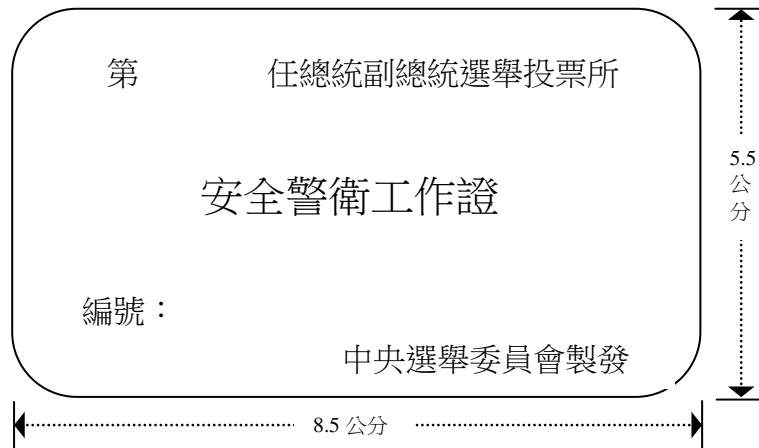 第 任總統副總統選舉投票所
安全警衛工作證
編號：
中央選舉委員會製發
5.5
公
分
8.5 公分